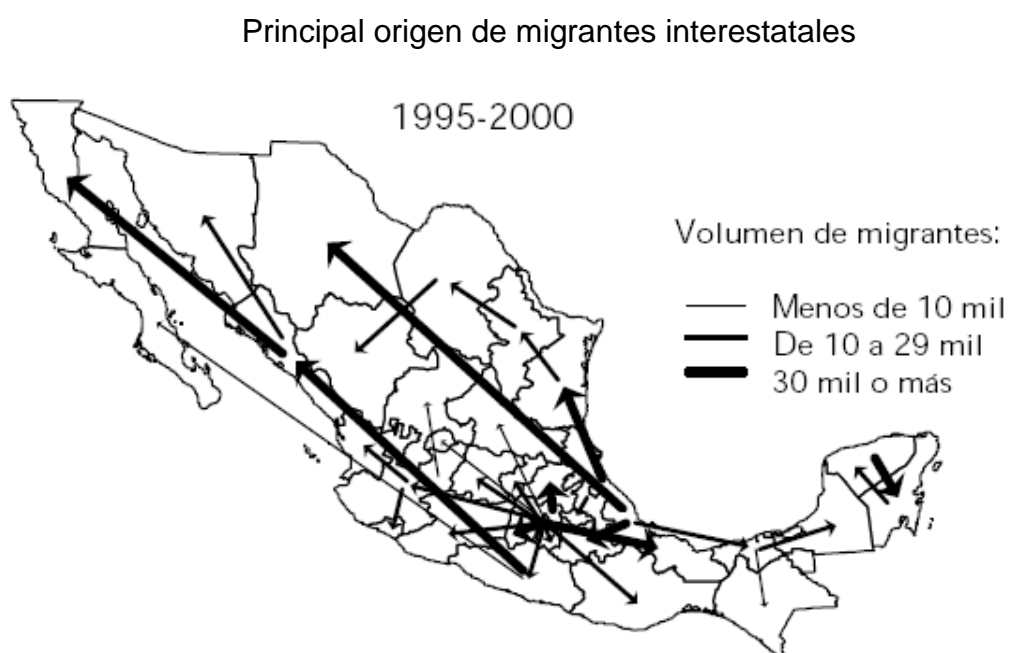 Principal origen de migrantes interestatales
1995-2000
Volumen de migrantes:
Menos de 10 mil
De 10 a 29 mil
30 mil o más